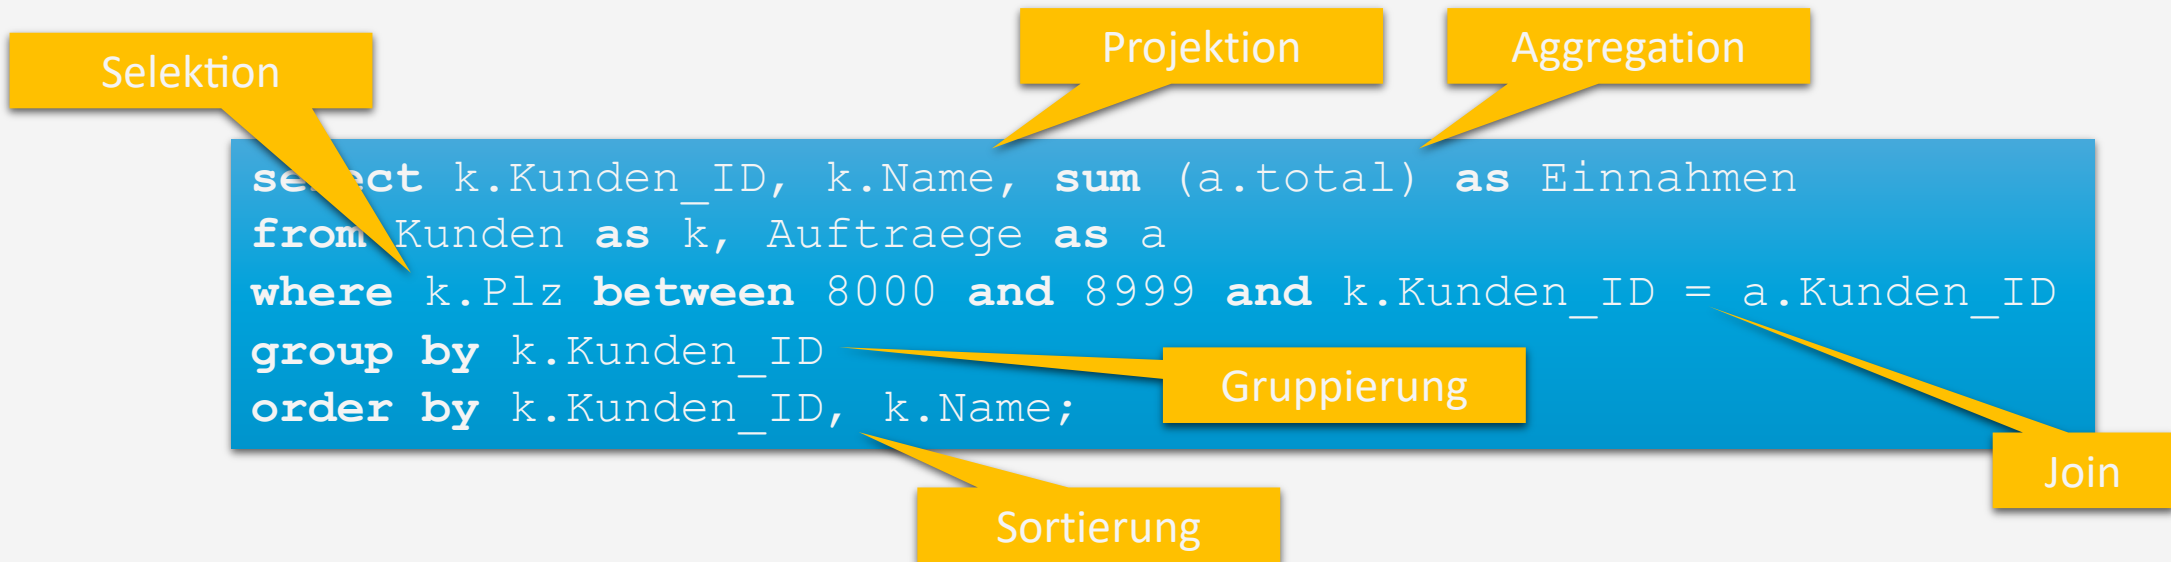 Selektion
Projektion
Aggregation
select k.Kunden_ID, k.Name, sum (a.total) as Einnahmen
from Kunden as k, Auftraege as a
where k.Plz between 8000 and 8999 and k.Kunden_ID = a.Kunden_ID
group by k.Kunden_ID
Gruppierung
order by k.Kunden_ID, k.Name;
Join
Sortierung